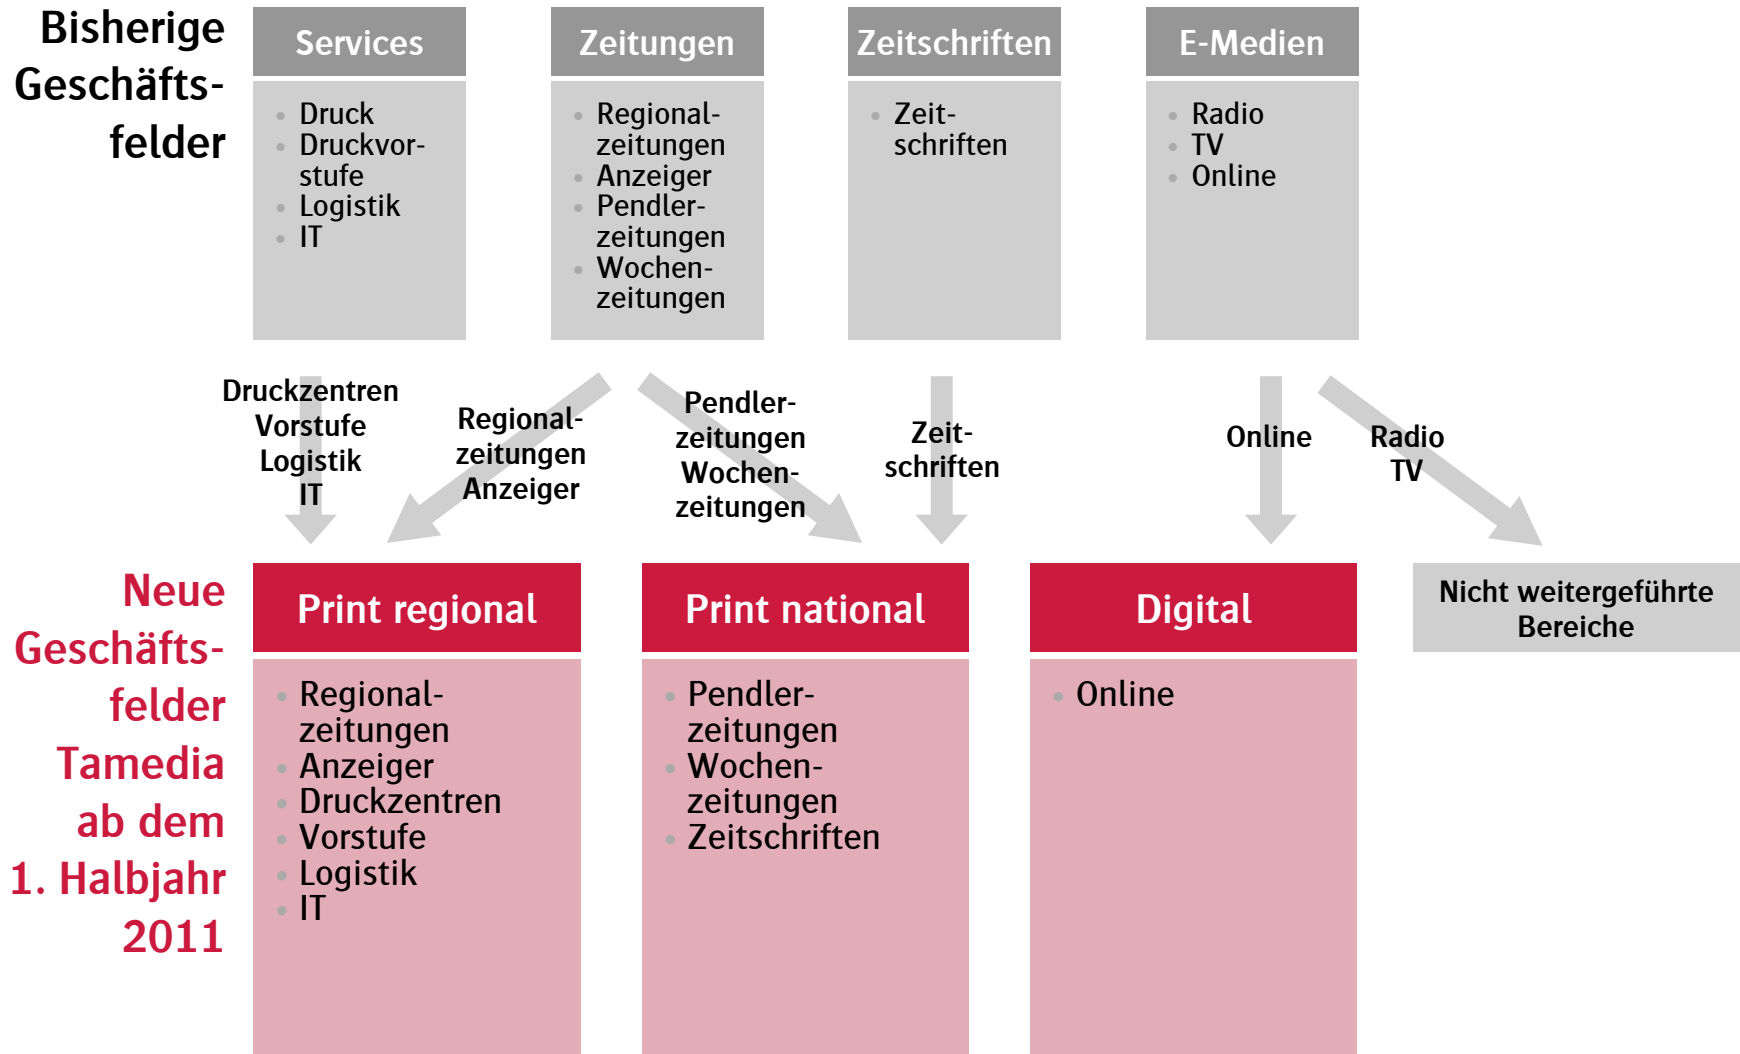 Bisherige
Geschäfts-
felder
Services
Druck
Druckvor-
stufe
Logistik
IT
Zeitungen
Regional-
zeitungen
Anzeiger
Pendler-
zeitungen
Wochen-
zeitungen
Zeitschriften
Zeit-
schriften
E-Medien
Radio
TV
Online
Druckzentren
Vorstufe
Logistik
IT
Regional-
zeitungen
Anzeiger
Pendler-
zeitungen
Wochen-
zeitungen
Zeit-
schriften
Online
Radio
TV
Neue
Geschäfts-
felder
Tamedia
ab dem
1. Halbjahr
2011
Print regional
Regional-
zeitungen
Anzeiger
Druckzentren
Vorstufe
Logistik
IT
Print national
Pendler-
zeitungen
Wochen-
zeitungen
Zeitschriften
Digital
Online
Nicht weitergeführte
Bereiche